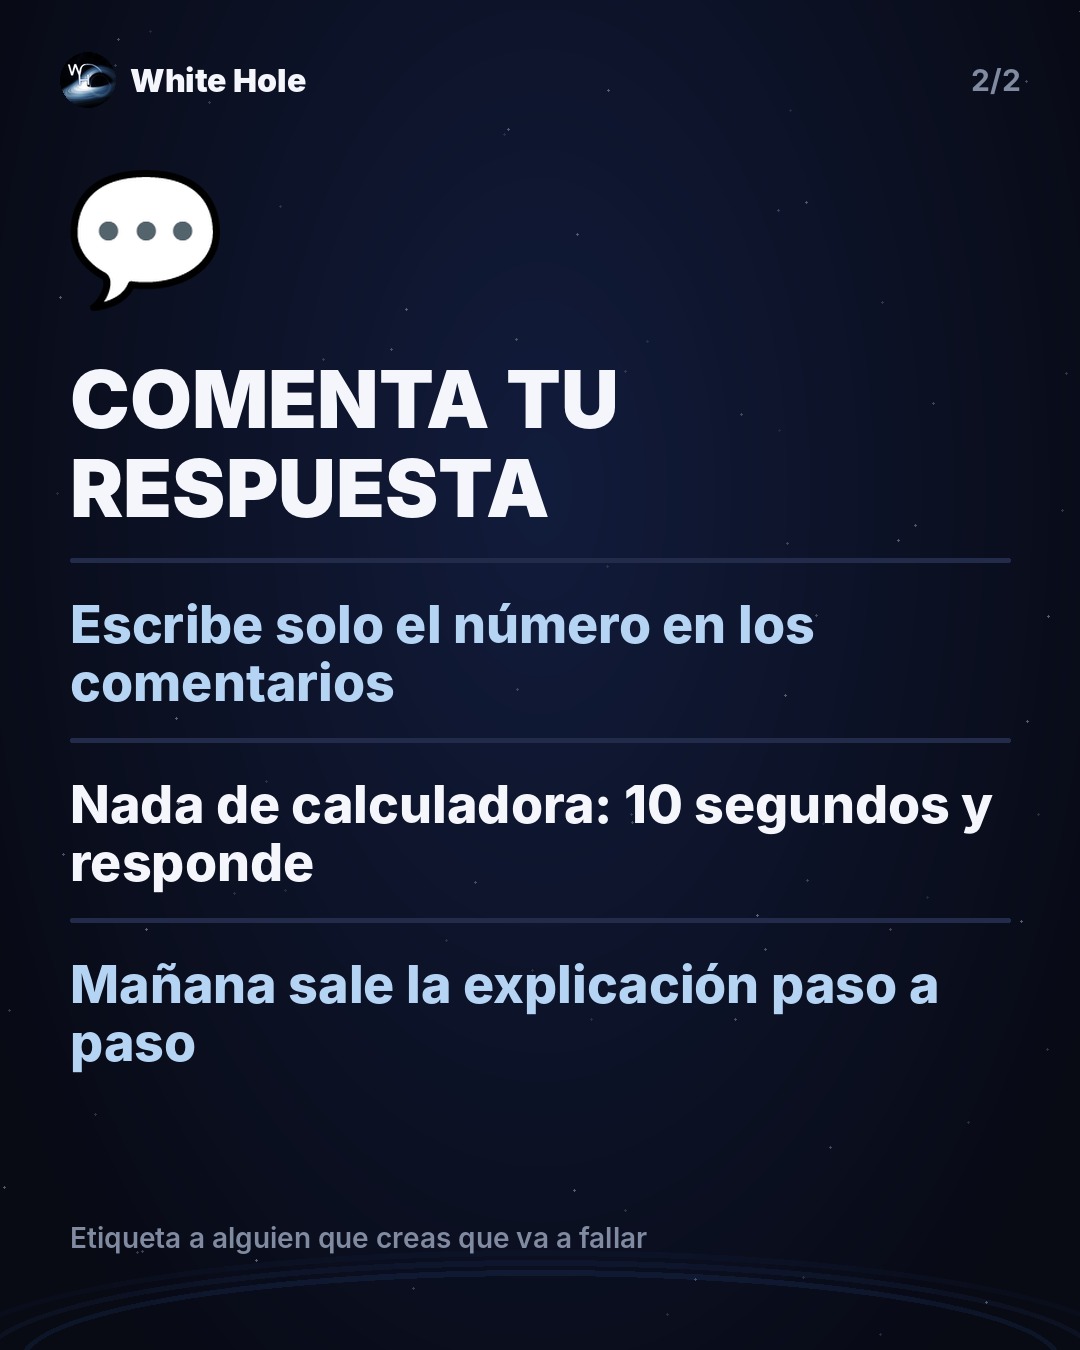 White Hole
2/2
COMENTA TU
RESPUESTA
Escribe solo el número en los
comentarios
Nada de calculadora: 10 segundos y
responde
Mañana sale la explicación paso a
paso
Etiqueta a alguien que creas que va a fallar